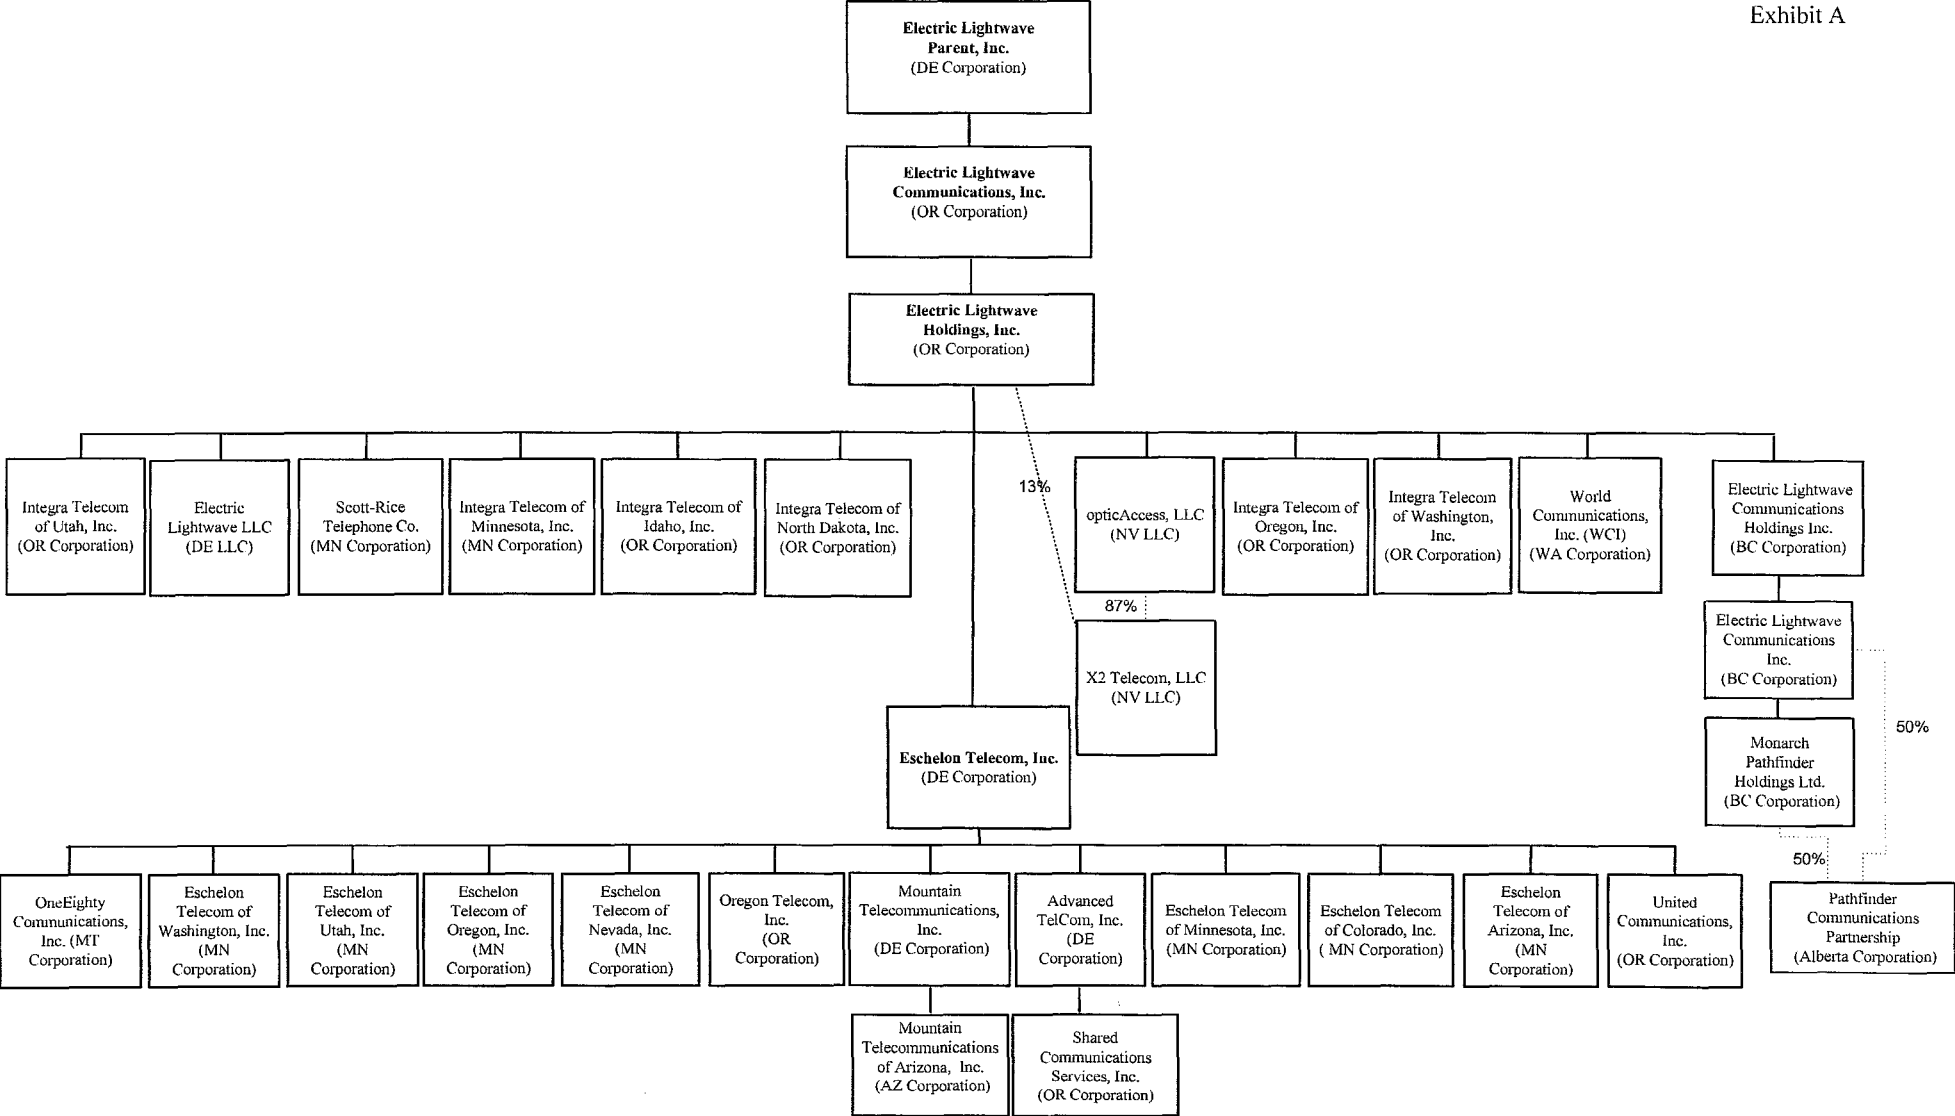 Exhibit A
Electric Lightwave
Parent, Inc.
(DE Corporation)
Electric Lightwave
Communications, Inc.
(OR Corporation)
Electric Lightwave
Holdings, Inc.
(OR Corporation)
13%
Integra Telecom
of Utah, Inc.
(OR Corporation)
Electric
Lightwave LLC
(DE LLC)
Scott-Rice
Telephone Co.
(MN Corporation)
Integra Telecom of
Minnesota, Inc.
(MN Corporation)
Integra Telecom of
Idaho, Inc.
(OR Corporation)
Integra Telecom of
North Dakota, Inc.
(OR Corporation)
opticAccess, LLC
(NV LLC)
Integra Telecom of
Oregon, Inc.
(OR Corporation)
Integra Telecom
of Washington,
Inc.
(OR Corporation)
World
Communications,
Inc. (WCI)
(WA Corporation)
Electric Lightwave
Communications
Holdings Inc.
(BC Corporation)
87%
X2 Telecom, LLC
(NV LLC)
Electric Lightwave
Communications
Inc.
(BC Corporation)
50%
Monarch
Pathfinder
Holdings Ltd.
(BC Corporation)
50%
Eschelon Telecom, Inc.
(DE Corporation)
OneEighty
Communications,
Inc. (MT
Corporation)
Eschelon
Telecom of
Washington, Inc.
(MN
Corporation)
Eschelon
Telecom of
Utah, Inc.
(MN
Corporation)
Eschelon
Telecom of
Oregon, Inc.
(MN
Corporation)
Eschelon
Telecom of
Nevada, Inc.
(MN
Corporation)
Oregon Telecom,
Inc.
(OR
Corporation)
Mountain
Telecommunications,
Inc.
(DE Corporation)
Advanced
TelCom, Inc.
(DE
Corporation)
Eschelon Telecom
of Minnesota, Inc.
(MN Corporation)
Eschelon Telecom
of Colorado, Inc.
( MN Corporation)
Eschelon
Telecom of
Arizona, Inc.
(MN
Corporation)
United
Communications,
Inc.
(OR Corporation)
Pathfinder
Communications
Partnership
(Alberta Corporation)
Mountain
Telecommunications
of Arizona, Inc.
(AZ Corporation)
Shared
Communications
Services, Inc.
(OR Corporation)